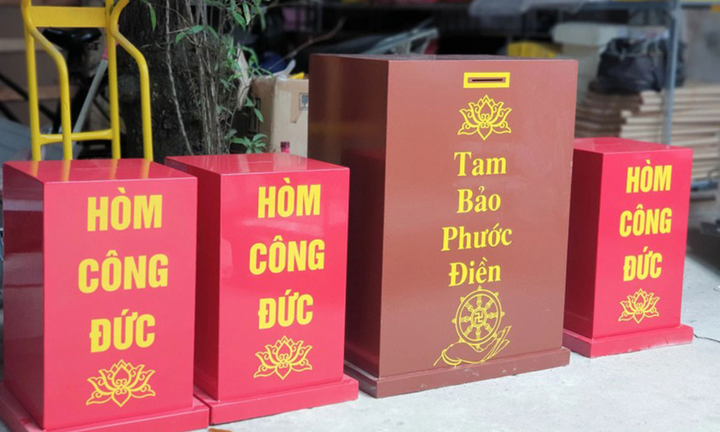 HÒM
CÔNG
ĐỨC
HÒM
CÔNG
ĐỨC
Tam
Bảo
Phước
Điền
HÒM
CÔNG
ĐỨC